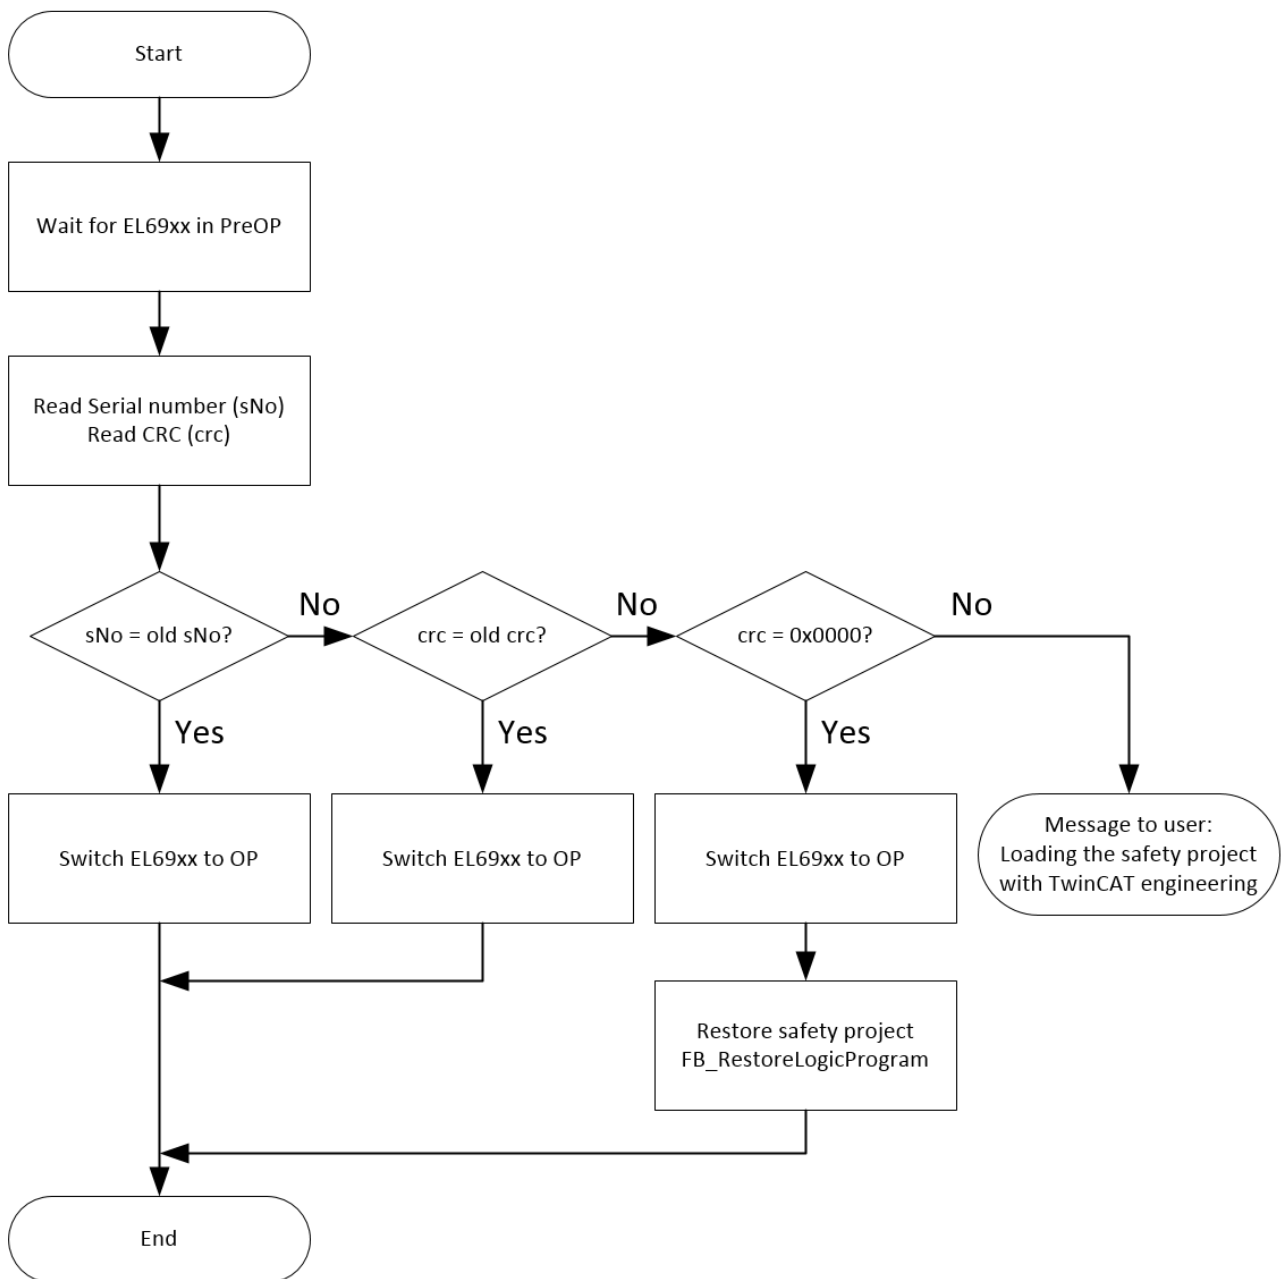 Start
Wait for EL69xx in PreOP
Read Serial number (sNo)
Read CRC (crc)
sNo = old sNo?
No
crc = old crc?
No
crc = 0x0000?
No
Yes
Yes
Yes
Switch EL69xx to OP
Switch EL69xx to OP
Switch EL69xx to OP
Message to user:
Loading the safety project
with TwinCAT engineering
Restore safety project
FB_RestoreLogicProgram
End